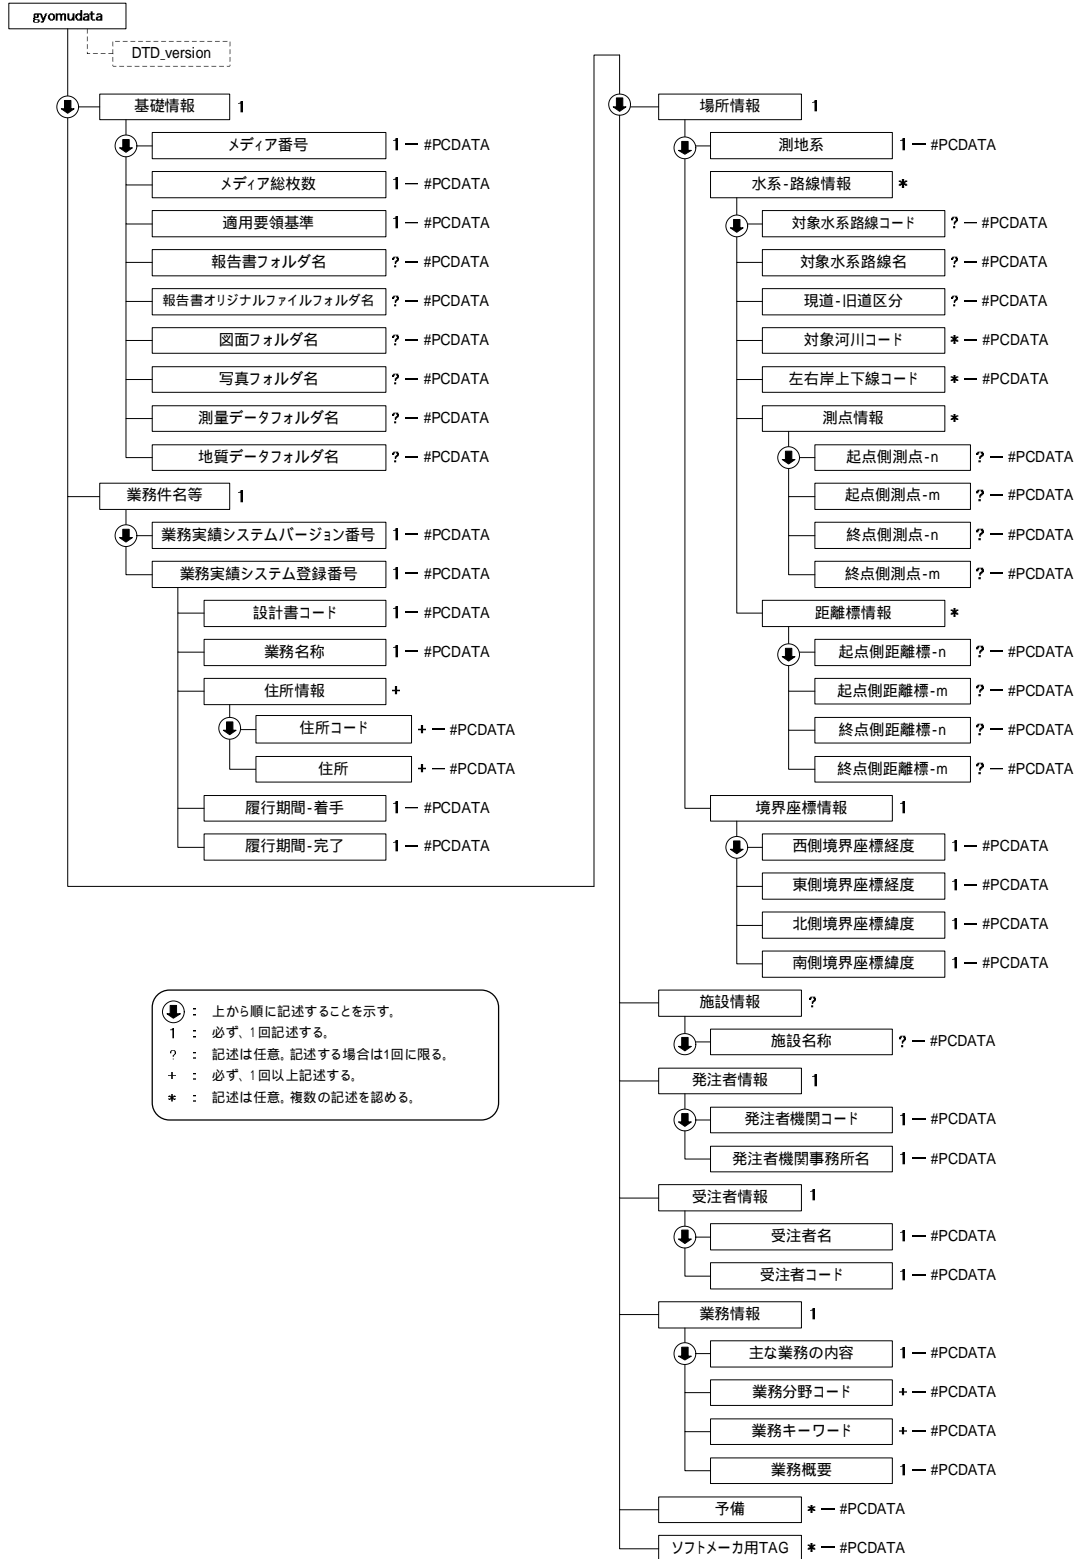 gyomudata
DTD_version
基礎情報 1
メディア番号 1 — #PCDATA
メディア総枚数 1 — #PCDATA
適用要領基準 1 — #PCDATA
報告書フォルダ名 ? — #PCDATA
報告書オリジナルファイルフォルダ名 ? — #PCDATA
図面フォルダ名 ? — #PCDATA
写真フォルダ名 ? — #PCDATA
測量データフォルダ名 ? — #PCDATA
地質データフォルダ名 ? — #PCDATA
業務件名等 1
業務実績システムバージョン番号 1 — #PCDATA
業務実績システム登録番号 1 — #PCDATA
設計書コード 1 — #PCDATA
業務名称 1 — #PCDATA
住所情報 +
住所コード + — #PCDATA
住所 + — #PCDATA
履行期間-着手 1 — #PCDATA
履行期間-完了 1 — #PCDATA
: 上から順に記述することを示す。
1 : 必ず、1回記述する。
? : 記述は任意。記述する場合は1回に限る。
+ : 必ず、1回以上記述する。
* : 記述は任意。複数の記述を認める。
場所情報 1
測地系 1 — #PCDATA
水系-路線情報 *
対象水系路線コード ? — #PCDATA
対象水系路線名 ? — #PCDATA
現道-旧道区分 ? — #PCDATA
対象河川コード * — #PCDATA
左右岸上下線コード * — #PCDATA
測点情報 *
起点側測点-n ? — #PCDATA
起点側測点-m ? — #PCDATA
終点側測点-n ? — #PCDATA
終点側測点-m ? — #PCDATA
距離標情報 *
起点側距離標-n ? — #PCDATA
起点側距離標-m ? — #PCDATA
終点側距離標-n ? — #PCDATA
終点側距離標-m ? — #PCDATA
境界座標情報 1
西側境界座標経度 1 — #PCDATA
東側境界座標経度 1 — #PCDATA
北側境界座標緯度 1 — #PCDATA
南側境界座標緯度 1 — #PCDATA
施設情報 ?
施設名称 ? — #PCDATA
発注者情報 1
発注者機関コード 1 — #PCDATA
発注者機関事務所名 1 — #PCDATA
受注者情報 1
受注者名 1 — #PCDATA
受注者コード 1 — #PCDATA
業務情報 1
主な業務の内容 1 — #PCDATA
業務分野コード + — #PCDATA
業務キーワード + — #PCDATA
業務概要 1 — #PCDATA
予備 * — #PCDATA
ソフトメーカ用TAG * — #PCDATA